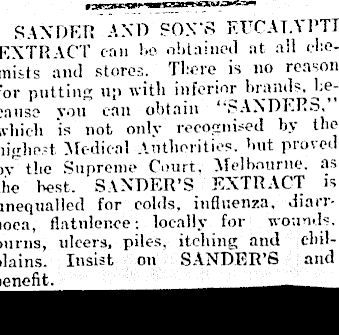 SANDER AND SON'S EUCALYPTI
EXTRACT can be obtained at all che-
mists and stores. There is no reason
for putting up with inferior brands, be-
cause you can obtain "SANDERS,"
which is not only recognised by the
highest Medical Authorities, but proved
by the Supreme Court, Melbourne, as
the best. SANDER'S EXTRACT is
unequalled for colds, influenza, diarr-
hoea, flatulence; locally for wounds,
burns, ulcers, piles, itching and chil-
blains. Insist on SANDER'S and
benefit.